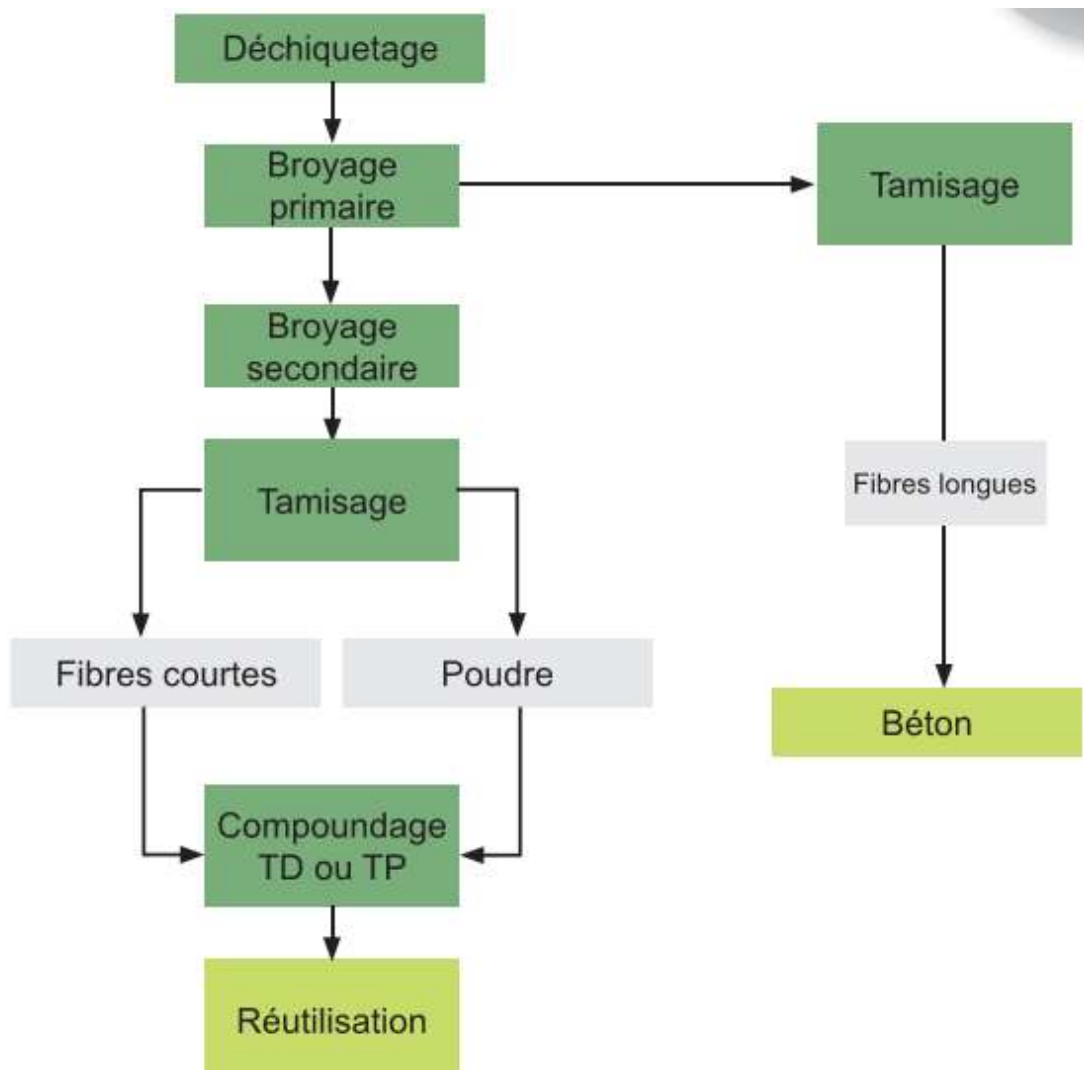 Déchiquetage
Broyage
primaire
Tamisage
Broyage
secondaire
Tamisage
Fibres longues
Fibres courtes
Poudre
Béton
Compoundage
TD ou TP
Réutilisation